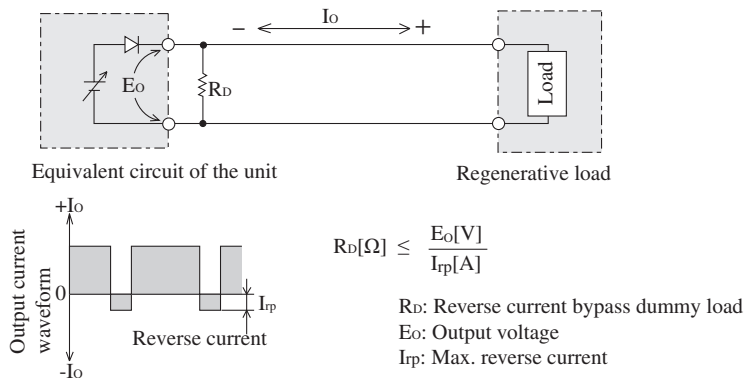 − Io +
Eo
RD
Load
Equivalent circuit of the unit
Regenerative load
+Io
Output current
waveform
0
-Io
Irp
Reverse current
RD[Ω] ≤ Eo[V]
Irp[A]
RD: Reverse current bypass dummy load
Eo: Output voltage
Irp: Max. reverse current